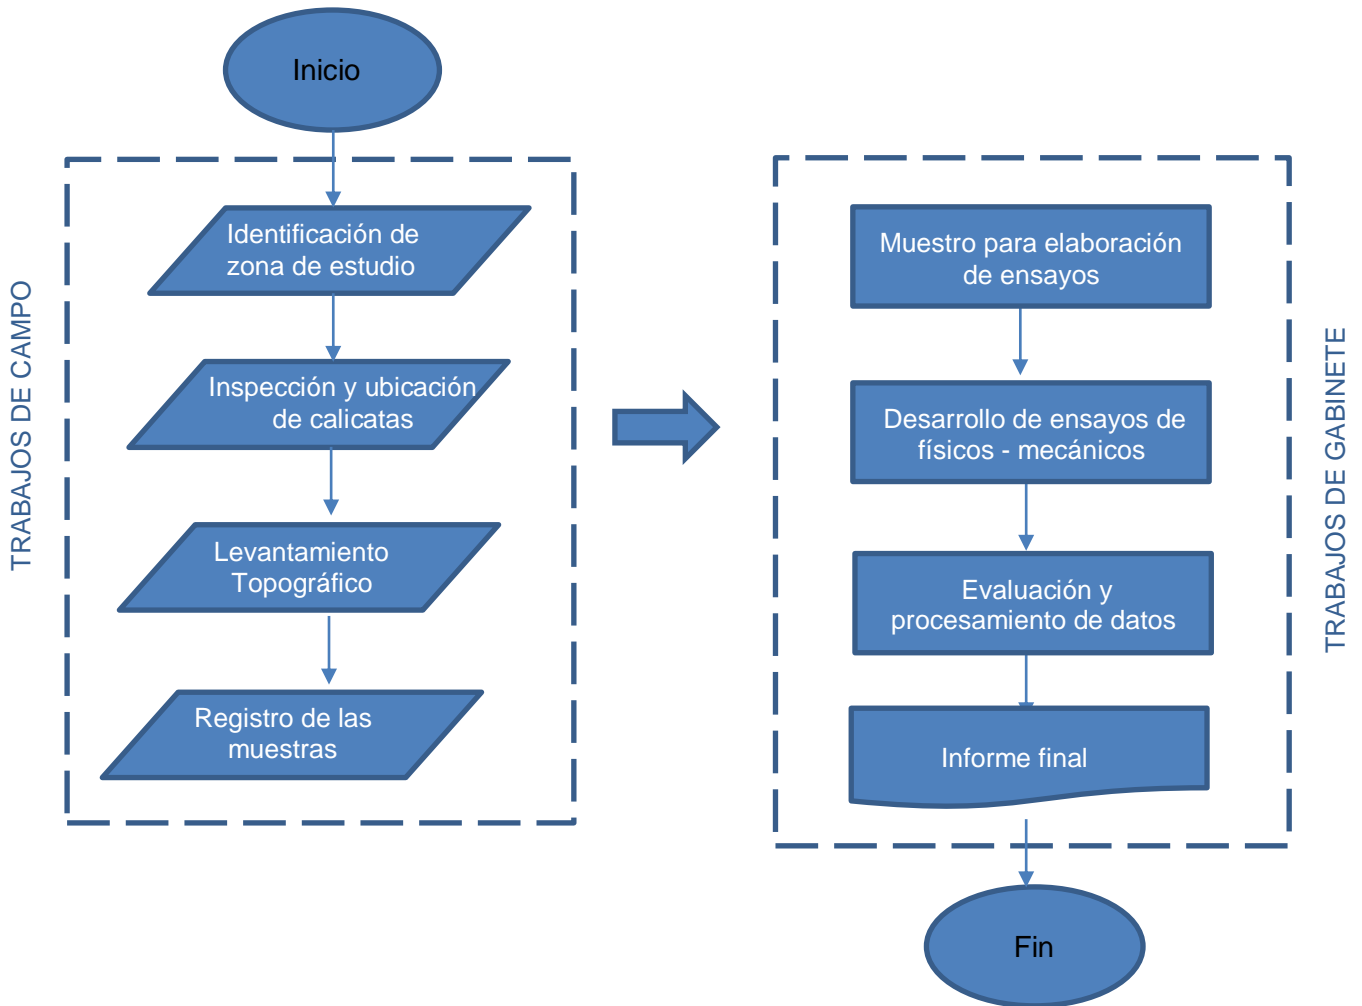 Inicio
TRABAJOS DE CAMPO
Identificación de
zona de estudio
Inspección y ubicación
de calicatas
Levantamiento
Topográfico
Registro de las
muestras
Muestro para elaboración
de ensayos
Desarrollo de ensayos de
físicos - mecánicos
Evaluación y
procesamiento de datos
Informe final
TRABAJOS DE GABINETE
Fin